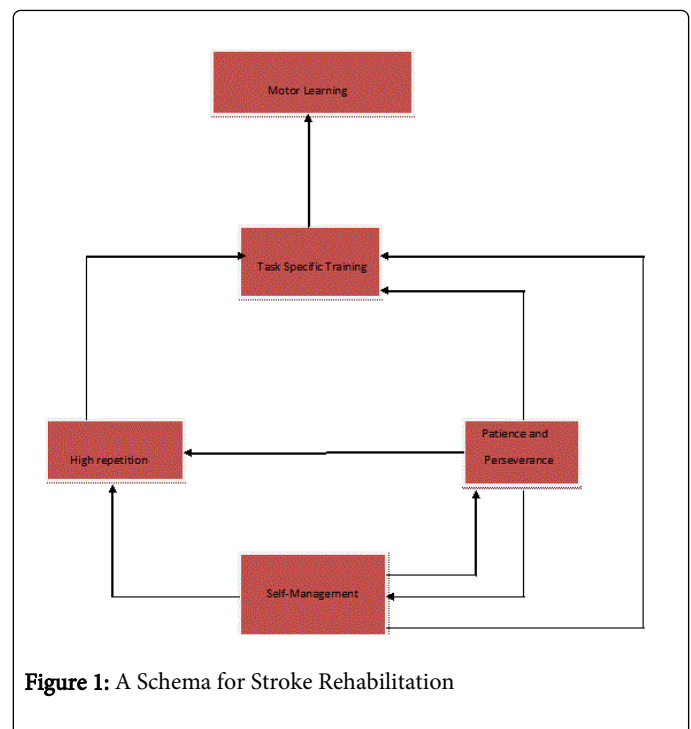 Motor Learning
Task Specific Training
Patience and
Perseverance
High repetition
Self-Management
Figure 1: A Schema for Stroke Rehabilitation